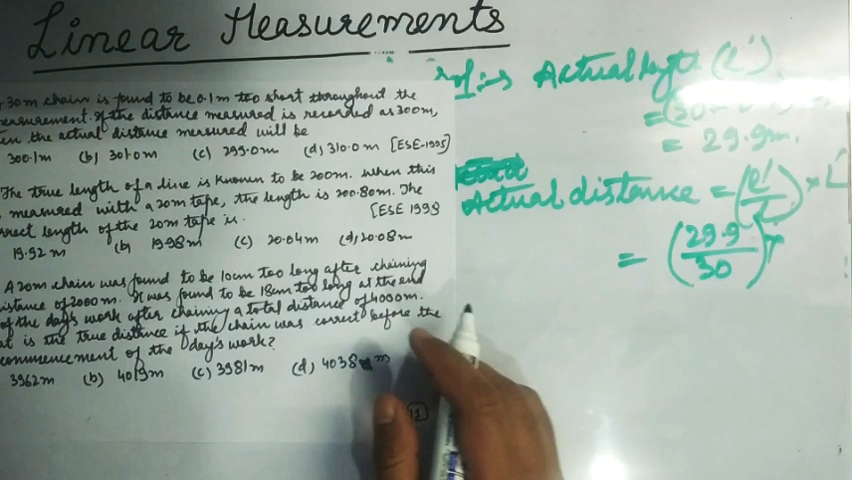 Linear Measurements
30m chain is found to be 0.1m too short throughout the
measurement. If the distance measured is recorded as 300m,
then the actual distance measured will be
300.1m (b) 301.0m (c) 299.0m (d) 310.0m [ESE-1995]
The true length of a line is known to be 200m. When this
measured with a 20m tape, the length is 200.80m. The
correct length of the 20m tape is.
[ESE 1998
19.92m (b) 19.98m (c) 20.04m (d) 20.08m
A 20m chain was found to be 10cm too long after chaining
distance of 2000m. It was found to be 18cm too long at the end
of the day's work after chaining a total distance of 4000m.
at is the true distance if the chain was correct before the
commencement of the day's work?
3962m (b) 4019m (c) 3981m (d) 4038 m
11
Actual length (L').
= (30
= 29.9m.
Actual distance = (L'/L) × L'
= (29.9/30) ×